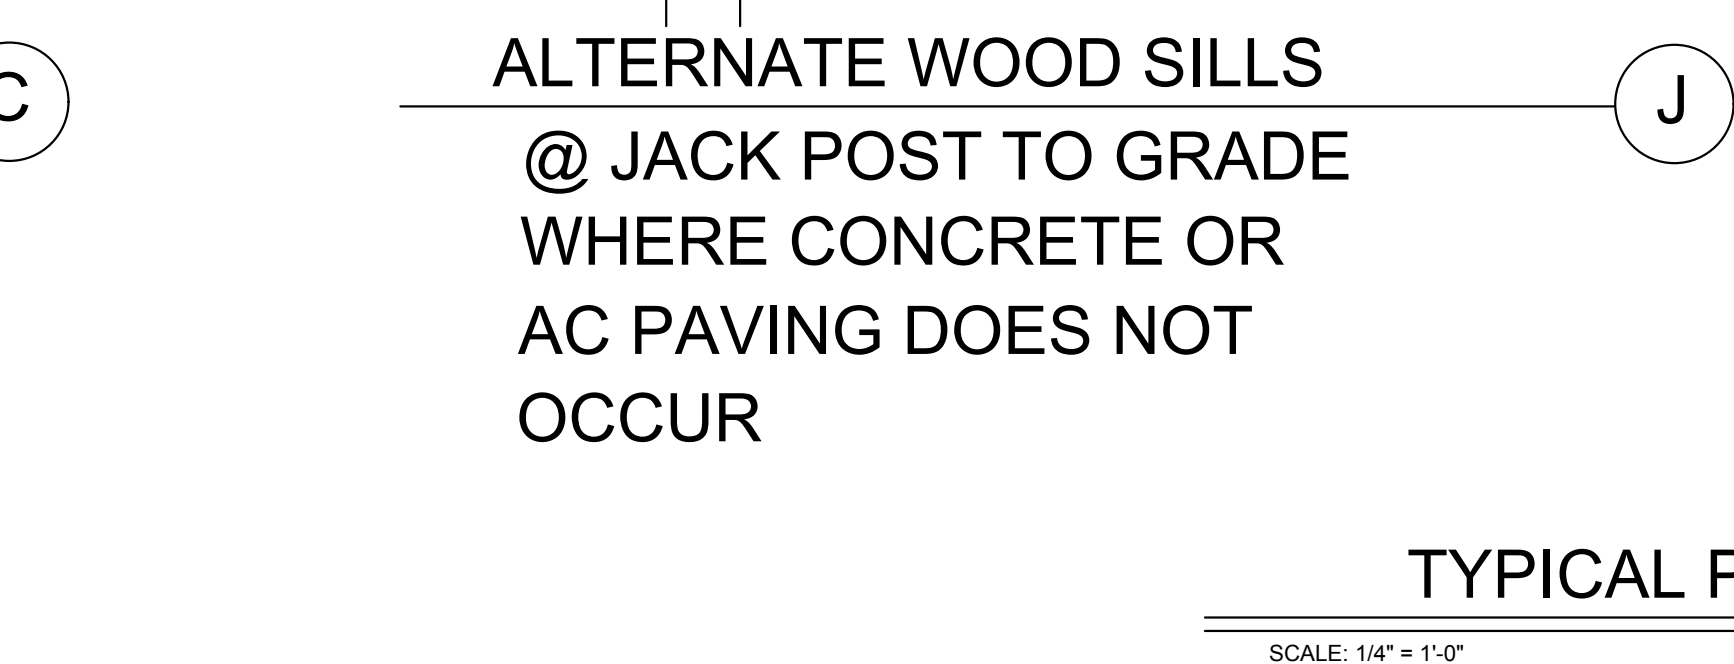 C
ALTERNATE WOOD SILLS
J
@ JACK POST TO GRADE
WHERE CONCRETE OR
AC PAVING DOES NOT
OCCUR
TYPICAL
SCALE: 1/4" = 1'-0"